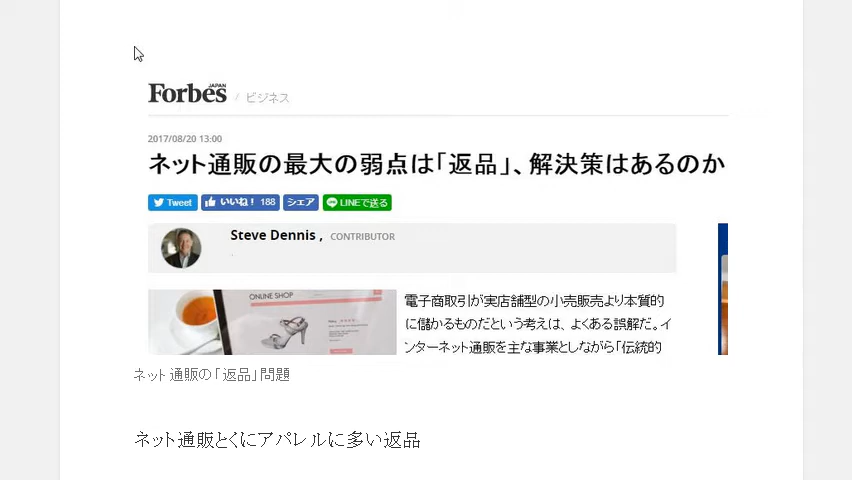 Forbes JAPAN / ビジネス
2017/08/20 13:00
ネット通販の最大の弱点は「返品」、解決策はあるのか
Tweet いいね！ 188 シェア LINEで送る
Steve Dennis , CONTRIBUTOR
ONLINE SHOP
電子商取引が実店舗型の小売販売より本質的
に儲かるものだという考えは、よくある誤解だ。イ
ンターネット通販を主な事業としながら「伝統的
ネット通販の「返品」問題
ネット通販とくにアパレルに多い返品